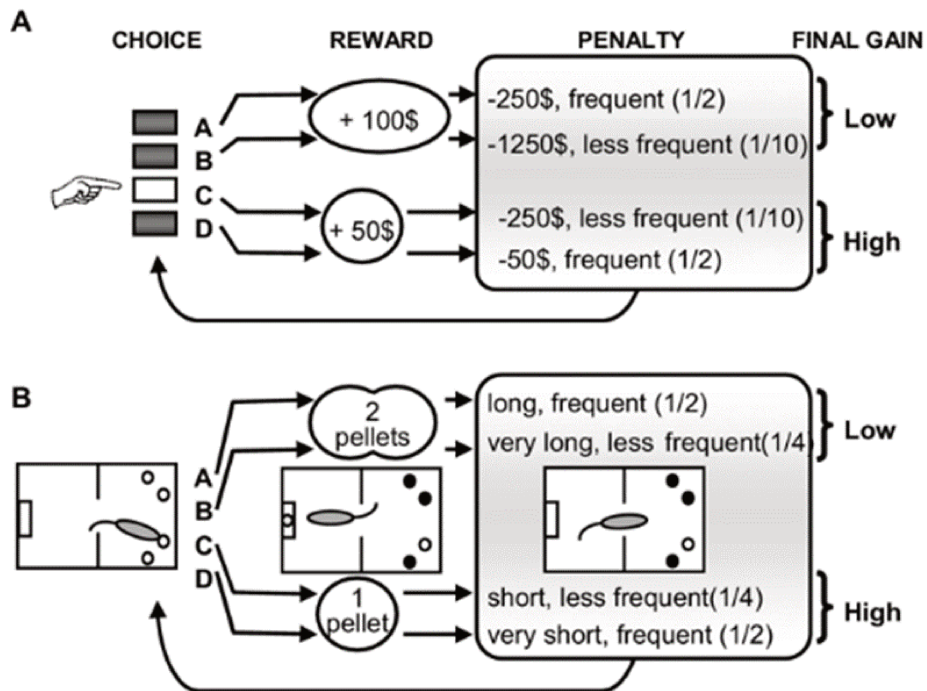 A
CHOICE REWARD PENALTY FINAL GAIN
A
B
C
D
+ 100$
+ 50$
-250$, frequent (1/2)
-1250$, less frequent (1/10)
-250$, less frequent (1/10)
-50$, frequent (1/2)
Low
High
B
A
B
C
D
2
pellets
1
pellet
long, frequent (1/2)
very long, less frequent(1/4)
short, less frequent(1/4)
very short, frequent (1/2)
Low
High